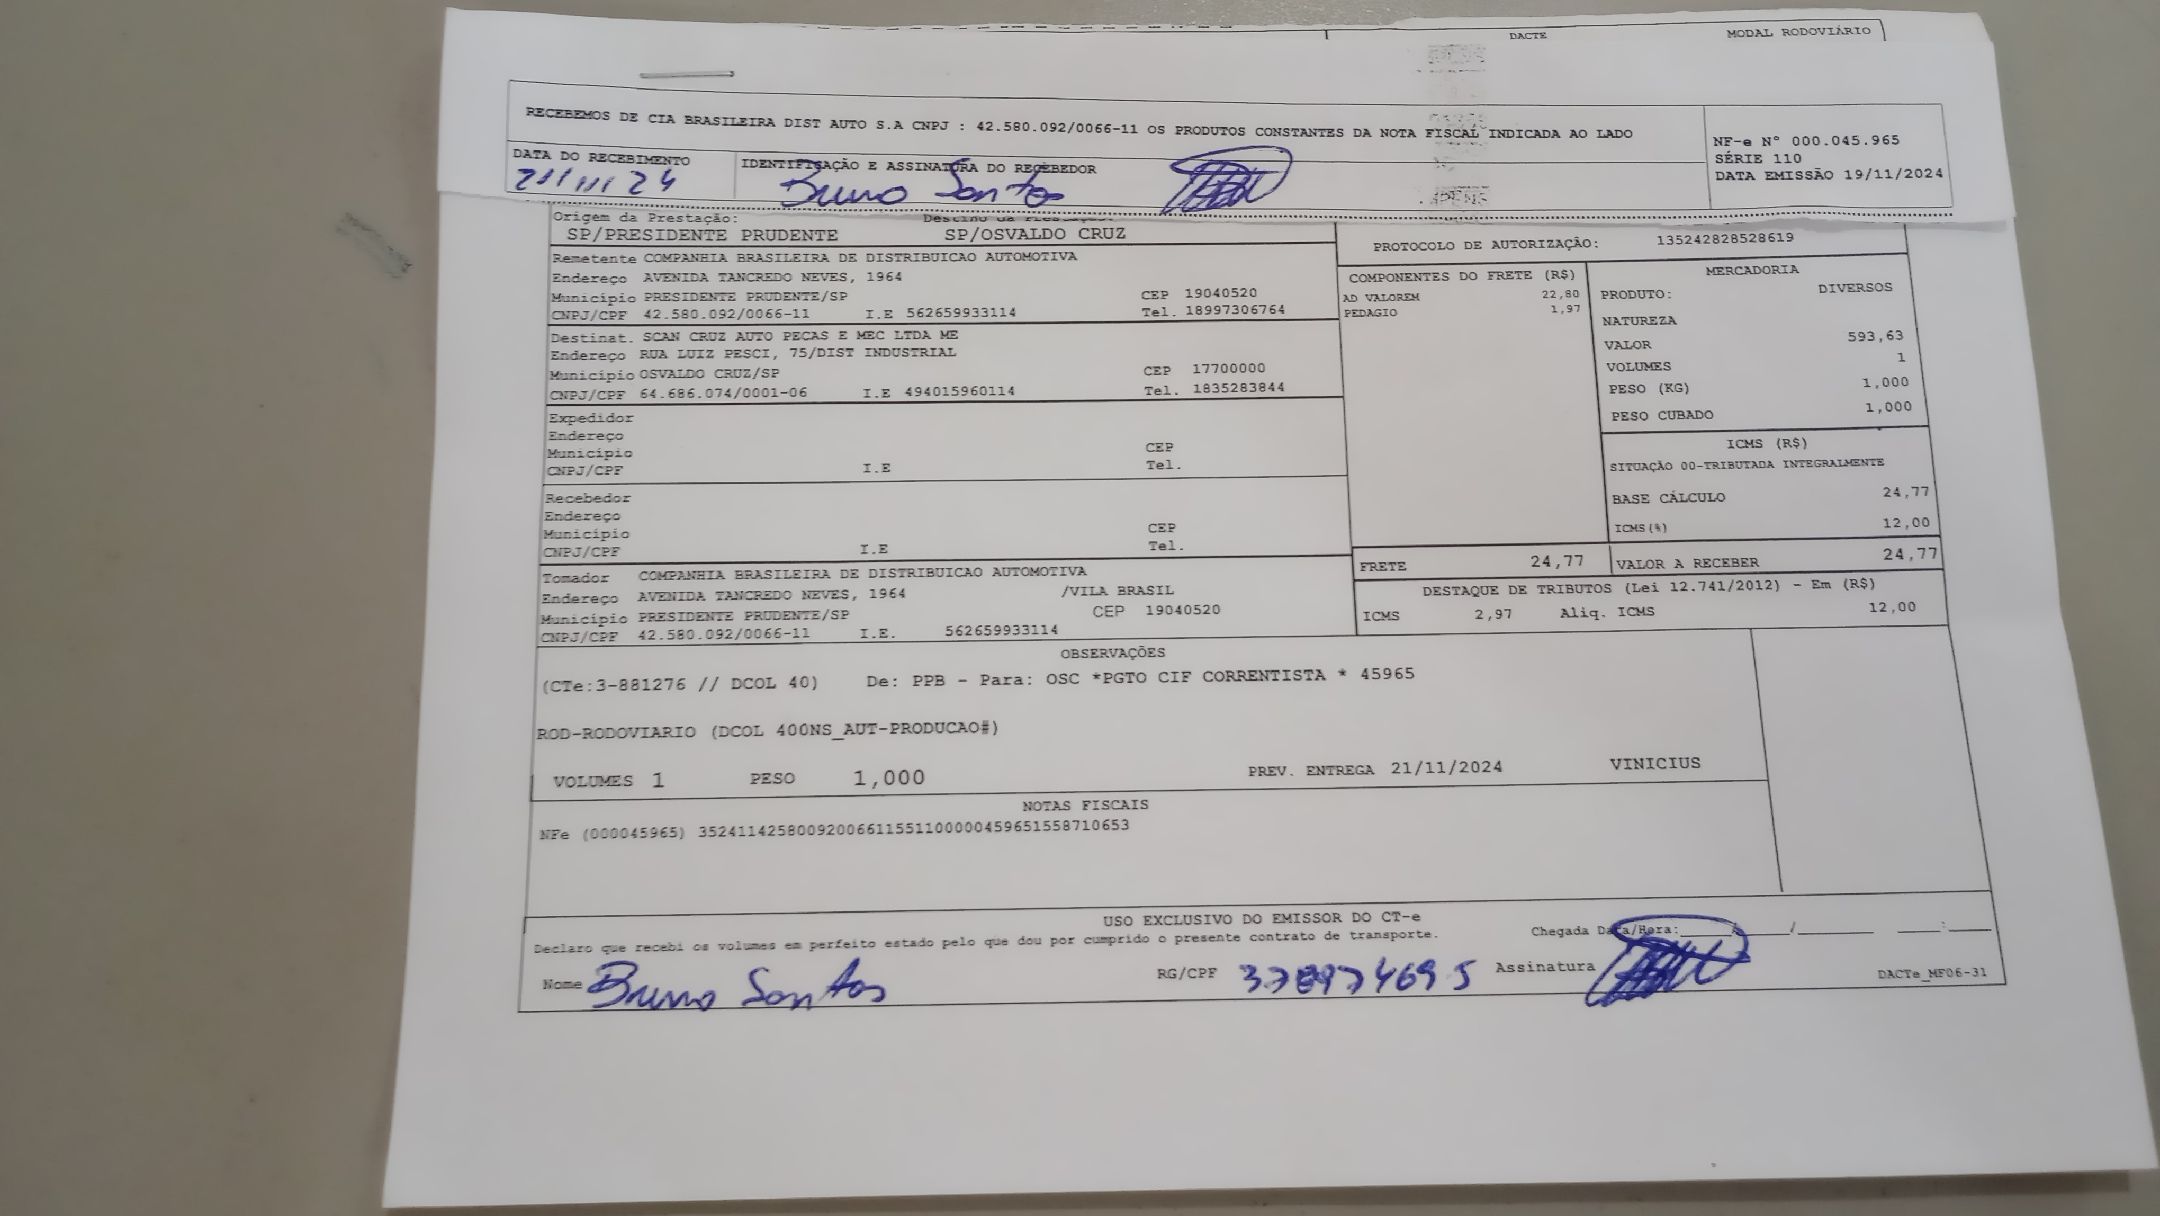 DACTE MODAL RODOVIÁRIO
RECEBEMOS DE CIA BRASILEIRA DIST AUTO S.A CNPJ : 42.580.092/0066-11 OS PRODUTOS CONSTANTES DA NOTA FISCAL INDICADA AO LADO
NF-e Nº 000.045.965
SÉRIE 110
DATA EMISSÃO 19/11/2024
DATA DO RECEBIMENTO IDENTIFICAÇÃO E ASSINATURA DO RECEBEDOR
21/11/24 Bruno Santos
Origem da Prestação:
SP/PRESIDENTE PRUDENTE SP/OSVALDO CRUZ
PROTOCOLO DE AUTORIZAÇÃO: 135242828528619
Remetente COMPANHIA BRASILEIRA DE DISTRIBUICAO AUTOMOTIVA
Endereço AVENIDA TANCREDO NEVES, 1964
Município PRESIDENTE PRUDENTE/SP CEP 19040520
CNPJ/CPF 42.580.092/0066-11 I.E 562659933114 Tel. 18997306764
Destinat. SCAN CRUZ AUTO PECAS E MEC LTDA ME
Endereço RUA LUIZ PESCI, 75/DIST INDUSTRIAL
Município OSVALDO CRUZ/SP CEP 17700000
CNPJ/CPF 64.686.074/0001-06 I.E 494015960114 Tel. 1835283844
Expedidor
Endereço
Município CEP
CNPJ/CPF I.E Tel.
Recebedor
Endereço
Município CEP
CNPJ/CPF I.E Tel.
Tomador COMPANHIA BRASILEIRA DE DISTRIBUICAO AUTOMOTIVA
Endereço AVENIDA TANCREDO NEVES, 1964 /VILA BRASIL
Município PRESIDENTE PRUDENTE/SP CEP 19040520
CNPJ/CPF 42.580.092/0066-11 I.E. 562659933114
COMPONENTES DO FRETE (R$)
AD VALOREM 22,80
PEDAGIO 1,97
MERCADORIA
PRODUTO: DIVERSOS
NATUREZA
VALOR 593,63
VOLUMES 1
PESO (KG) 1,000
PESO CUBADO 1,000
ICMS (R$)
SITUAÇÃO 00-TRIBUTADA INTEGRALMENTE
BASE CÁLCULO 24,77
ICMS(%) 12,00
FRETE 24,77 VALOR A RECEBER 24,77
DESTAQUE DE TRIBUTOS (Lei 12.741/2012) - Em (R$)
ICMS 2,97 Aliq. ICMS 12,00
OBSERVAÇÕES
(CTe:3-881276 // DCOL 40) De: PPB - Para: OSC *PGTO CIF CORRENTISTA * 45965
ROD-RODOVIARIO (DCOL 400NS_AUT-PRODUCAO#)
VOLUMES 1 PESO 1,000 PREV. ENTREGA 21/11/2024 VINICIUS
NOTAS FISCAIS
NFe (000045965) 35241142580092006611551100000459651558710653
USO EXCLUSIVO DO EMISSOR DO CT-e
Declaro que recebi os volumes em perfeito estado pelo que dou por cumprido o presente contrato de transporte. Chegada Data/Hora:
Nome Bruno Santos RG/CPF Assinatura
DACTe_MF06-31